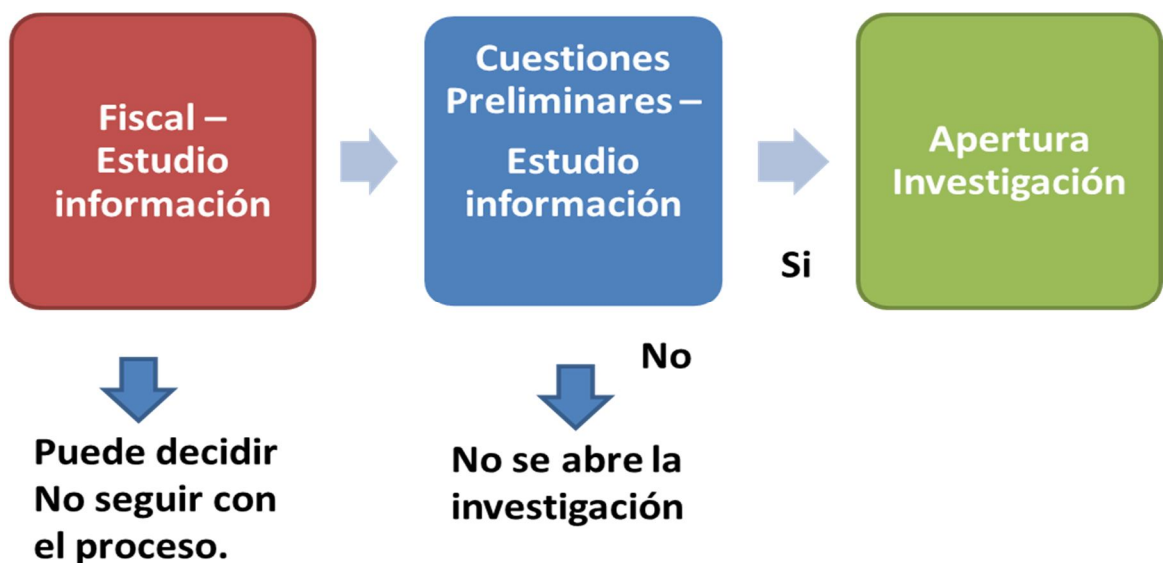 Fiscal –
Estudio
información
Cuestiones
Preliminares –
Estudio
información
Apertura
Investigación
Si
No
Puede decidir
No seguir con
el proceso.
No se abre la
investigación